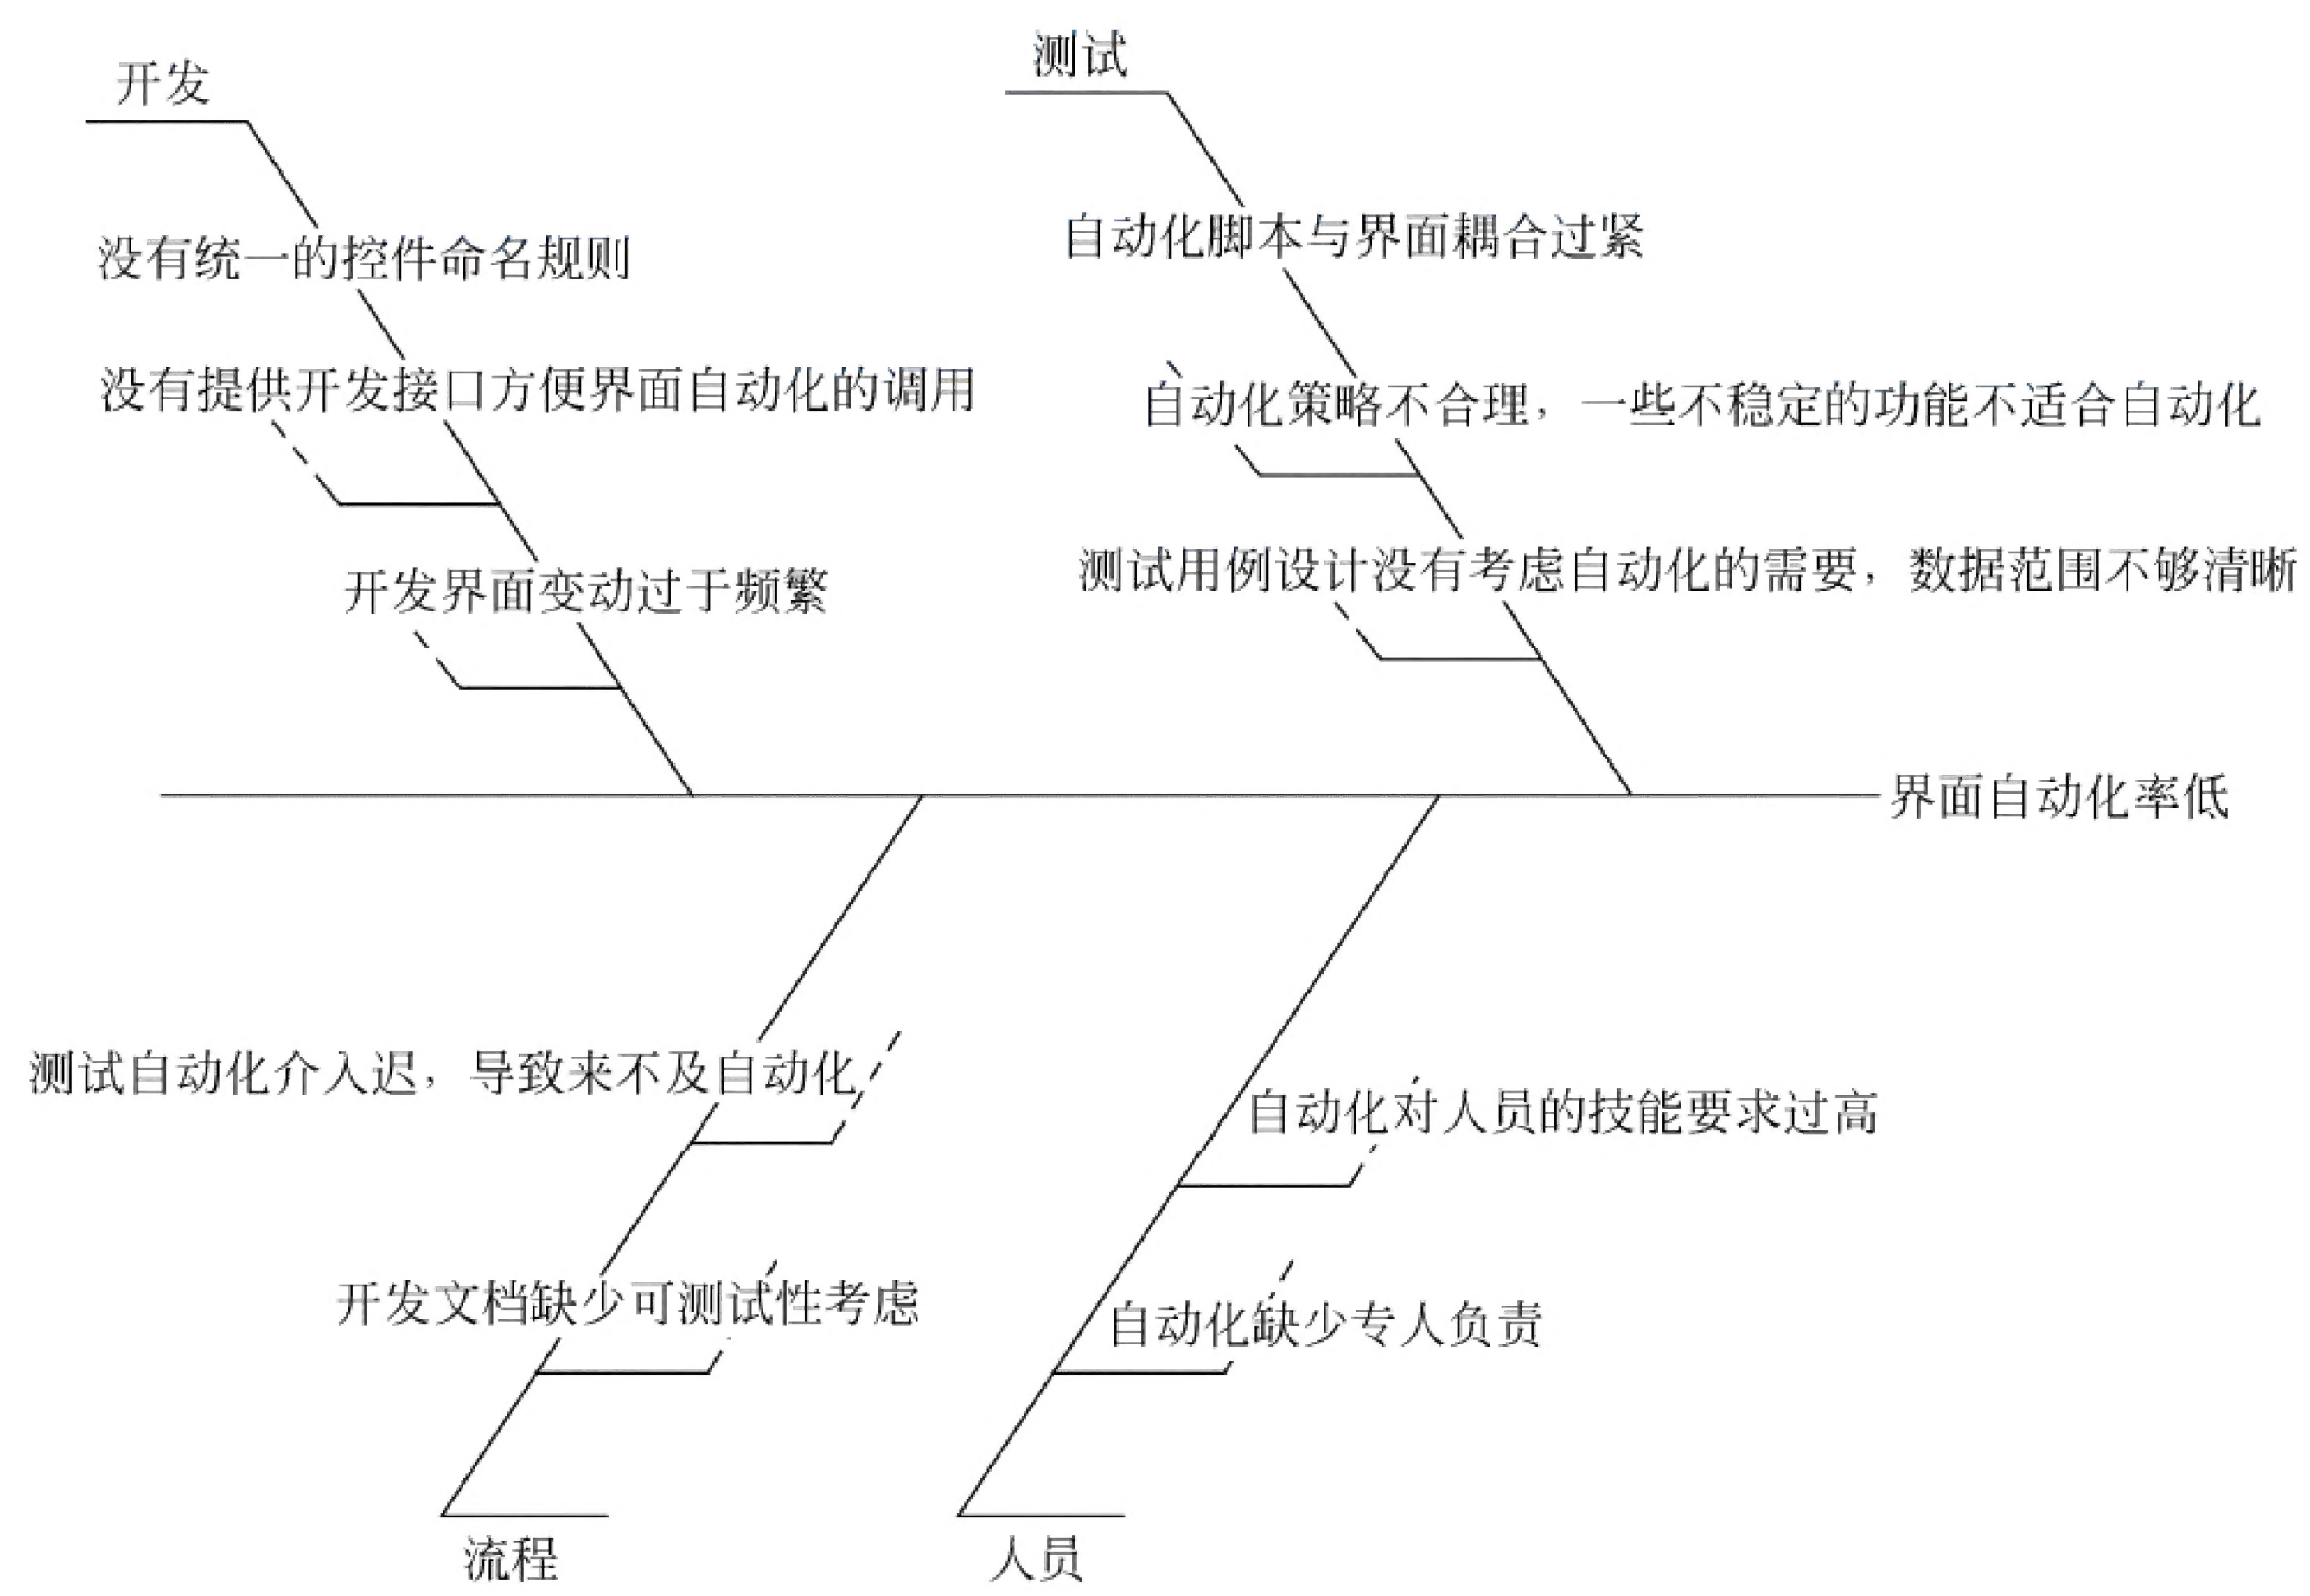 开发
测试
没有统一的控件命名规则
自动化脚本与界面耦合过紧
没有提供开发接口方便界面自动化的调用
自动化策略不合理，一些不稳定的功能不适合自动化
开发界面变动过于频繁
测试用例设计没有考虑自动化的需要，数据范围不够清晰
界面自动化率低
测试自动化介入迟，导致来不及自动化
自动化对人员的技能要求过高
开发文档缺少可测试性考虑
自动化缺少专人负责
流程
人员